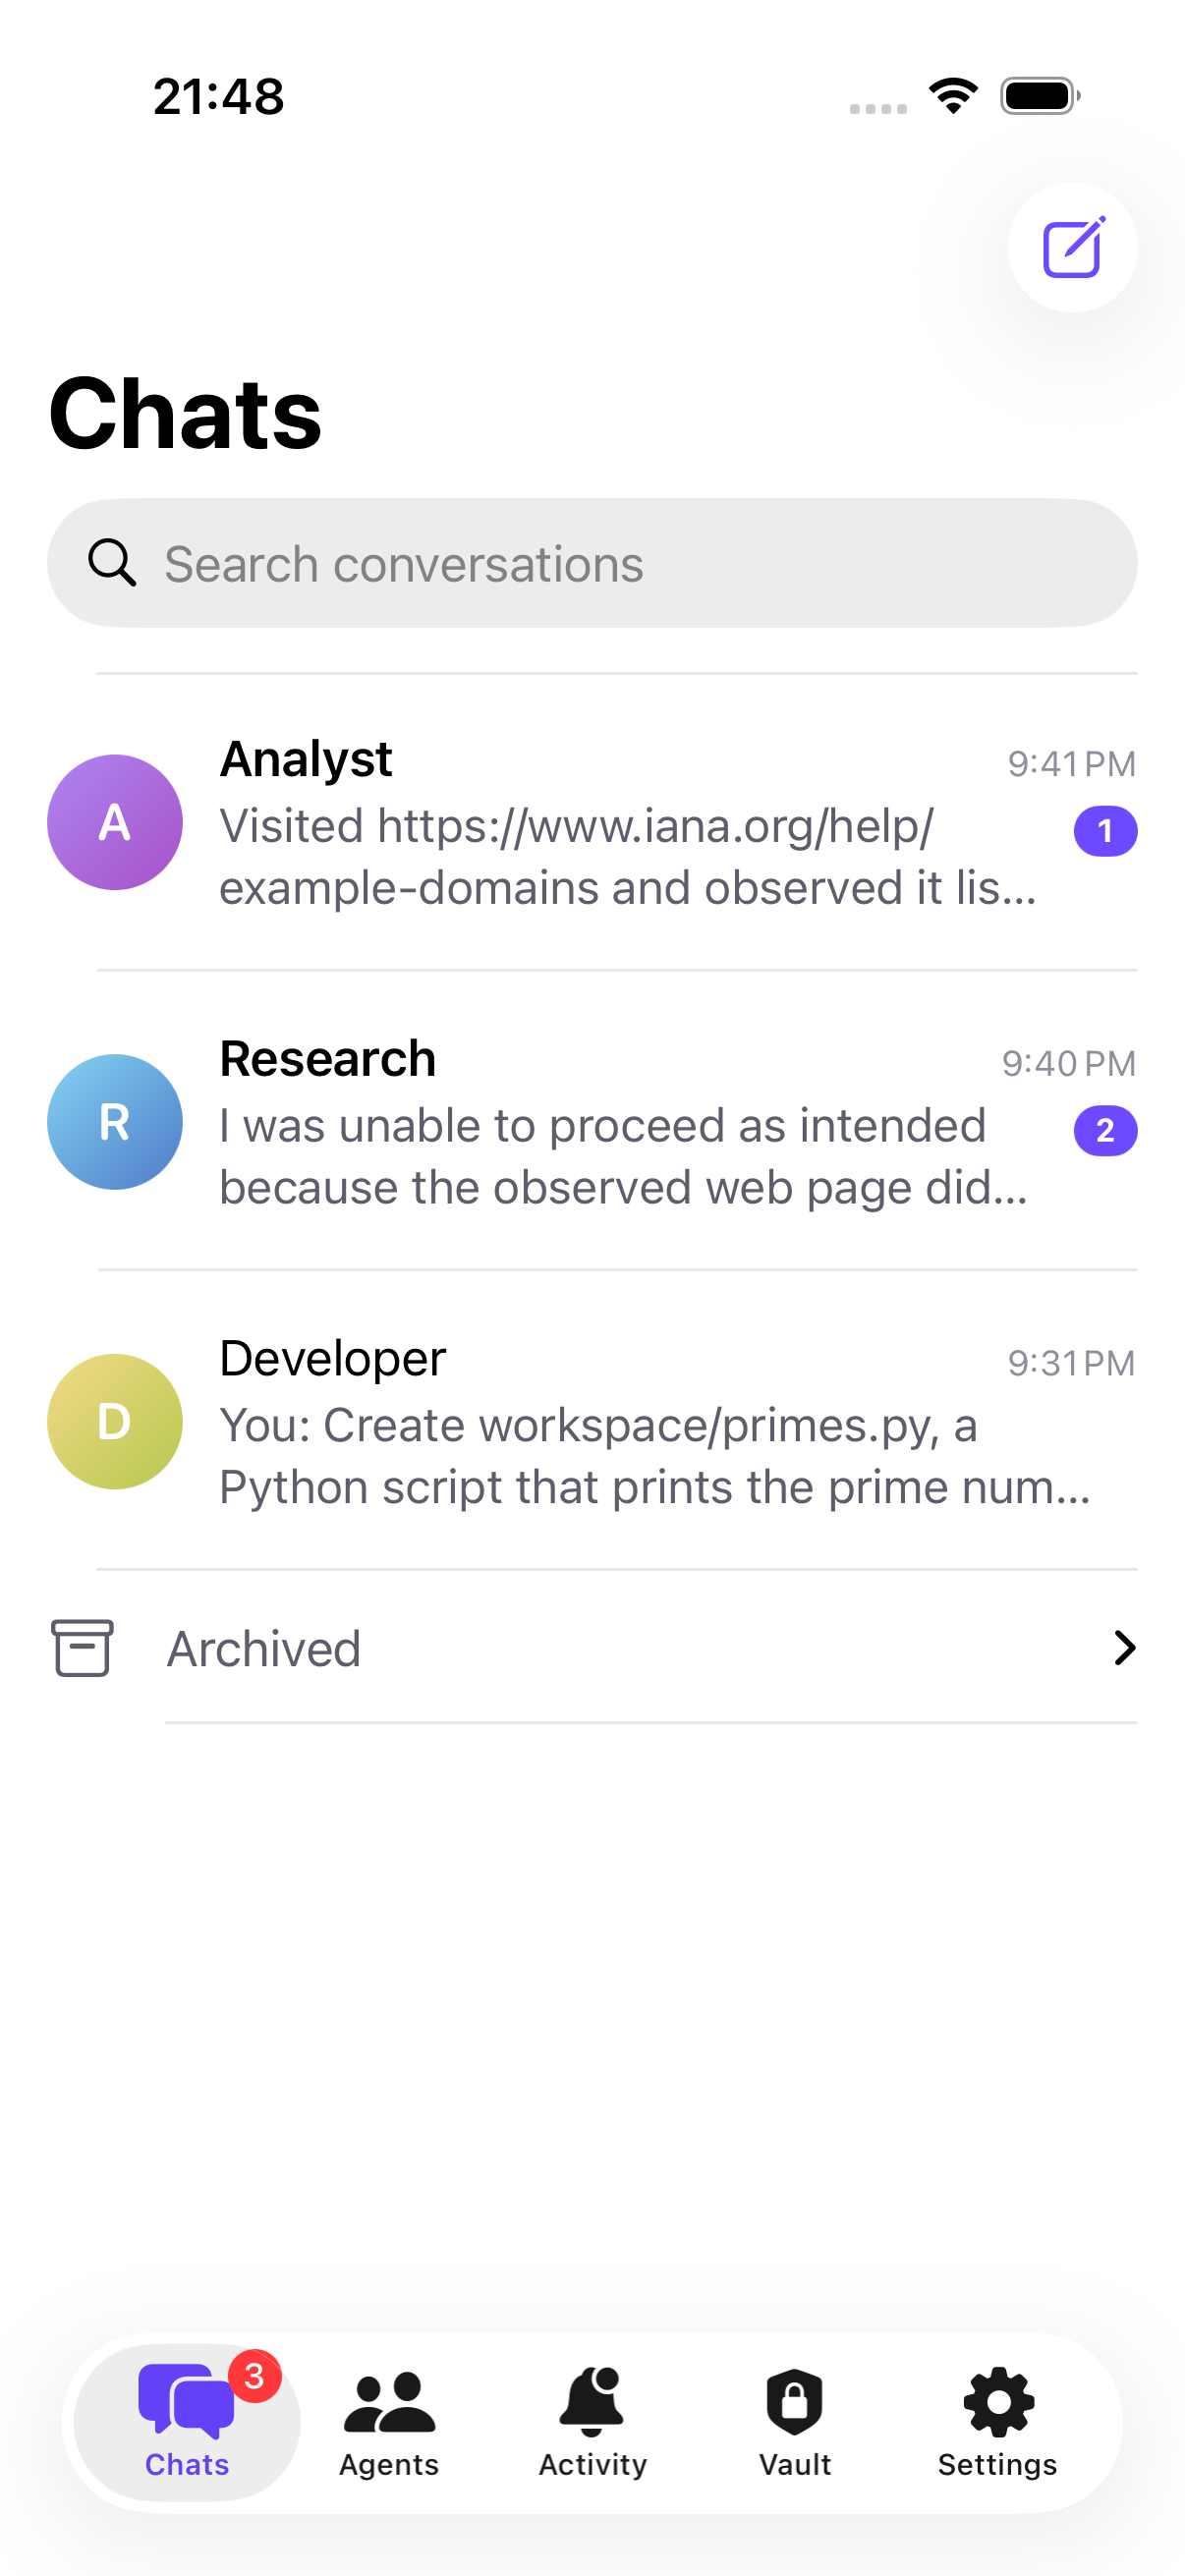 21:48
Chats
Search conversations
Analyst
9:41 PM
Visited https://www.iana.org/help/
1
example-domains and observed it lis...
R
Research
9:40 PM
I was unable to proceed as intended
2
because the observed web page did...
D
Developer
9:31 PM
You: Create workspace/primes.py, a
Python script that prints the prime num...
Archived
3
Chats
Agents
Activity
Vault
Settings